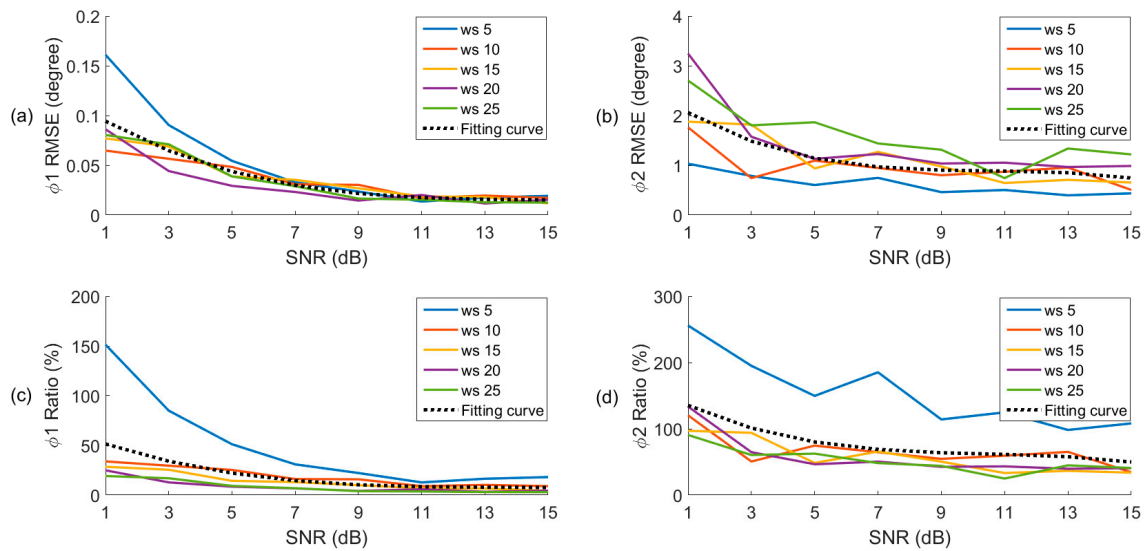 (a)
ϕ1 RMSE (degree)
0.2
0.15
0.1
0.05
0
1 3 5 7 9 11 13 15
SNR (dB)
ws 5
ws 10
ws 15
ws 20
ws 25
Fitting curve
(b)
ϕ2 RMSE (degree)
4
3
2
1
0
1 3 5 7 9 11 13 15
SNR (dB)
ws 5
ws 10
ws 15
ws 20
ws 25
Fitting curve
(c)
ϕ1 Ratio (%)
200
150
100
50
0
1 3 5 7 9 11 13 15
SNR (dB)
ws 5
ws 10
ws 15
ws 20
ws 25
Fitting curve
(d)
ϕ2 Ratio (%)
300
200
100
0
1 3 5 7 9 11 13 15
SNR (dB)
ws 5
ws 10
ws 15
ws 20
ws 25
Fitting curve